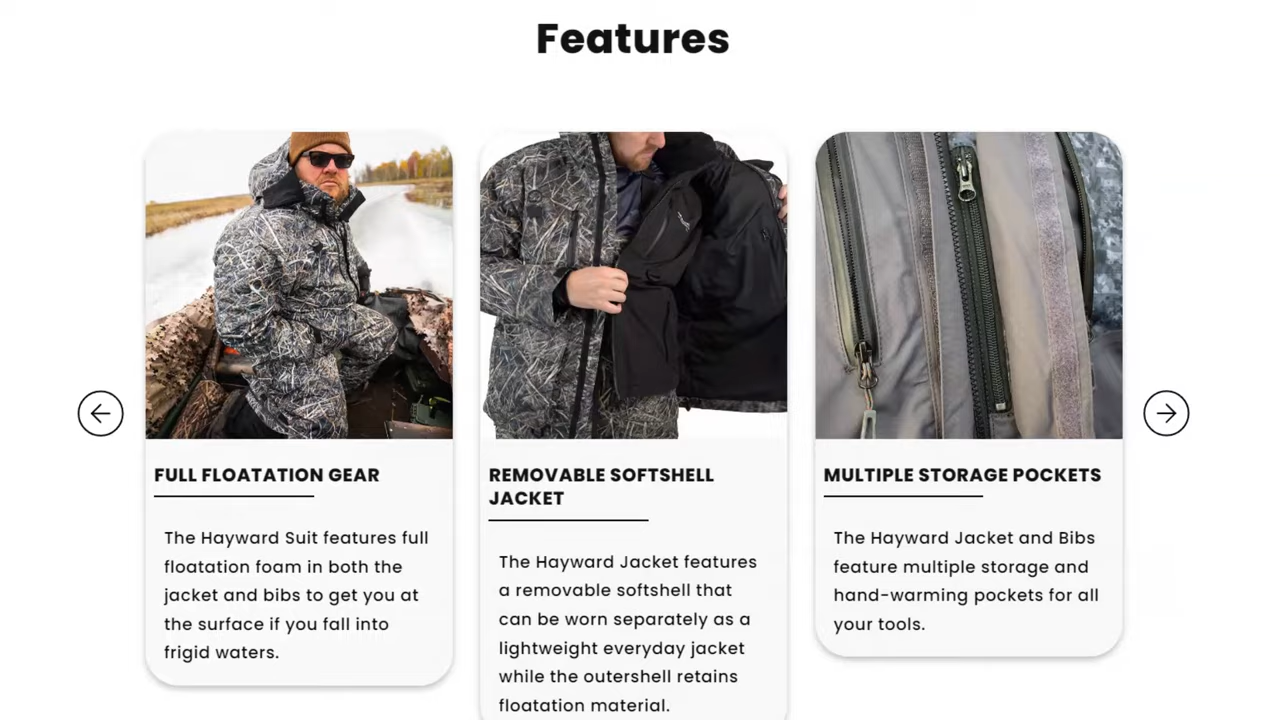 Features
FULL FLOATATION GEAR
The Hayward Suit features full
floatation foam in both the
jacket and bibs to get you at
the surface if you fall into
frigid waters.
REMOVABLE SOFTSHELL
JACKET
The Hayward Jacket features
a removable softshell that
can be worn separately as a
lightweight everyday jacket
while the outershell retains
floatation material.
MULTIPLE STORAGE POCKETS
The Hayward Jacket and Bibs
feature multiple storage and
hand-warming pockets for all
your tools.